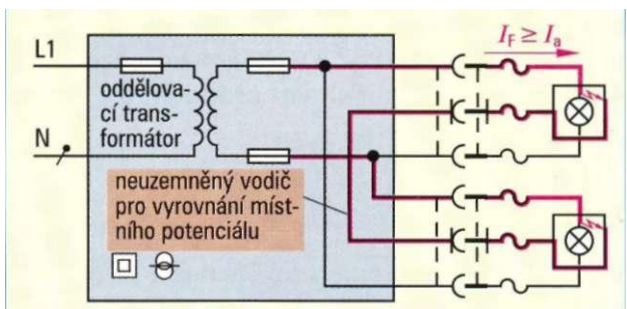 L1
oddělova-
cí trans-
formátor
N
neuzemněný vodič
pro vyrovnání míst-
ního potenciálu
I_F ≥ I_a